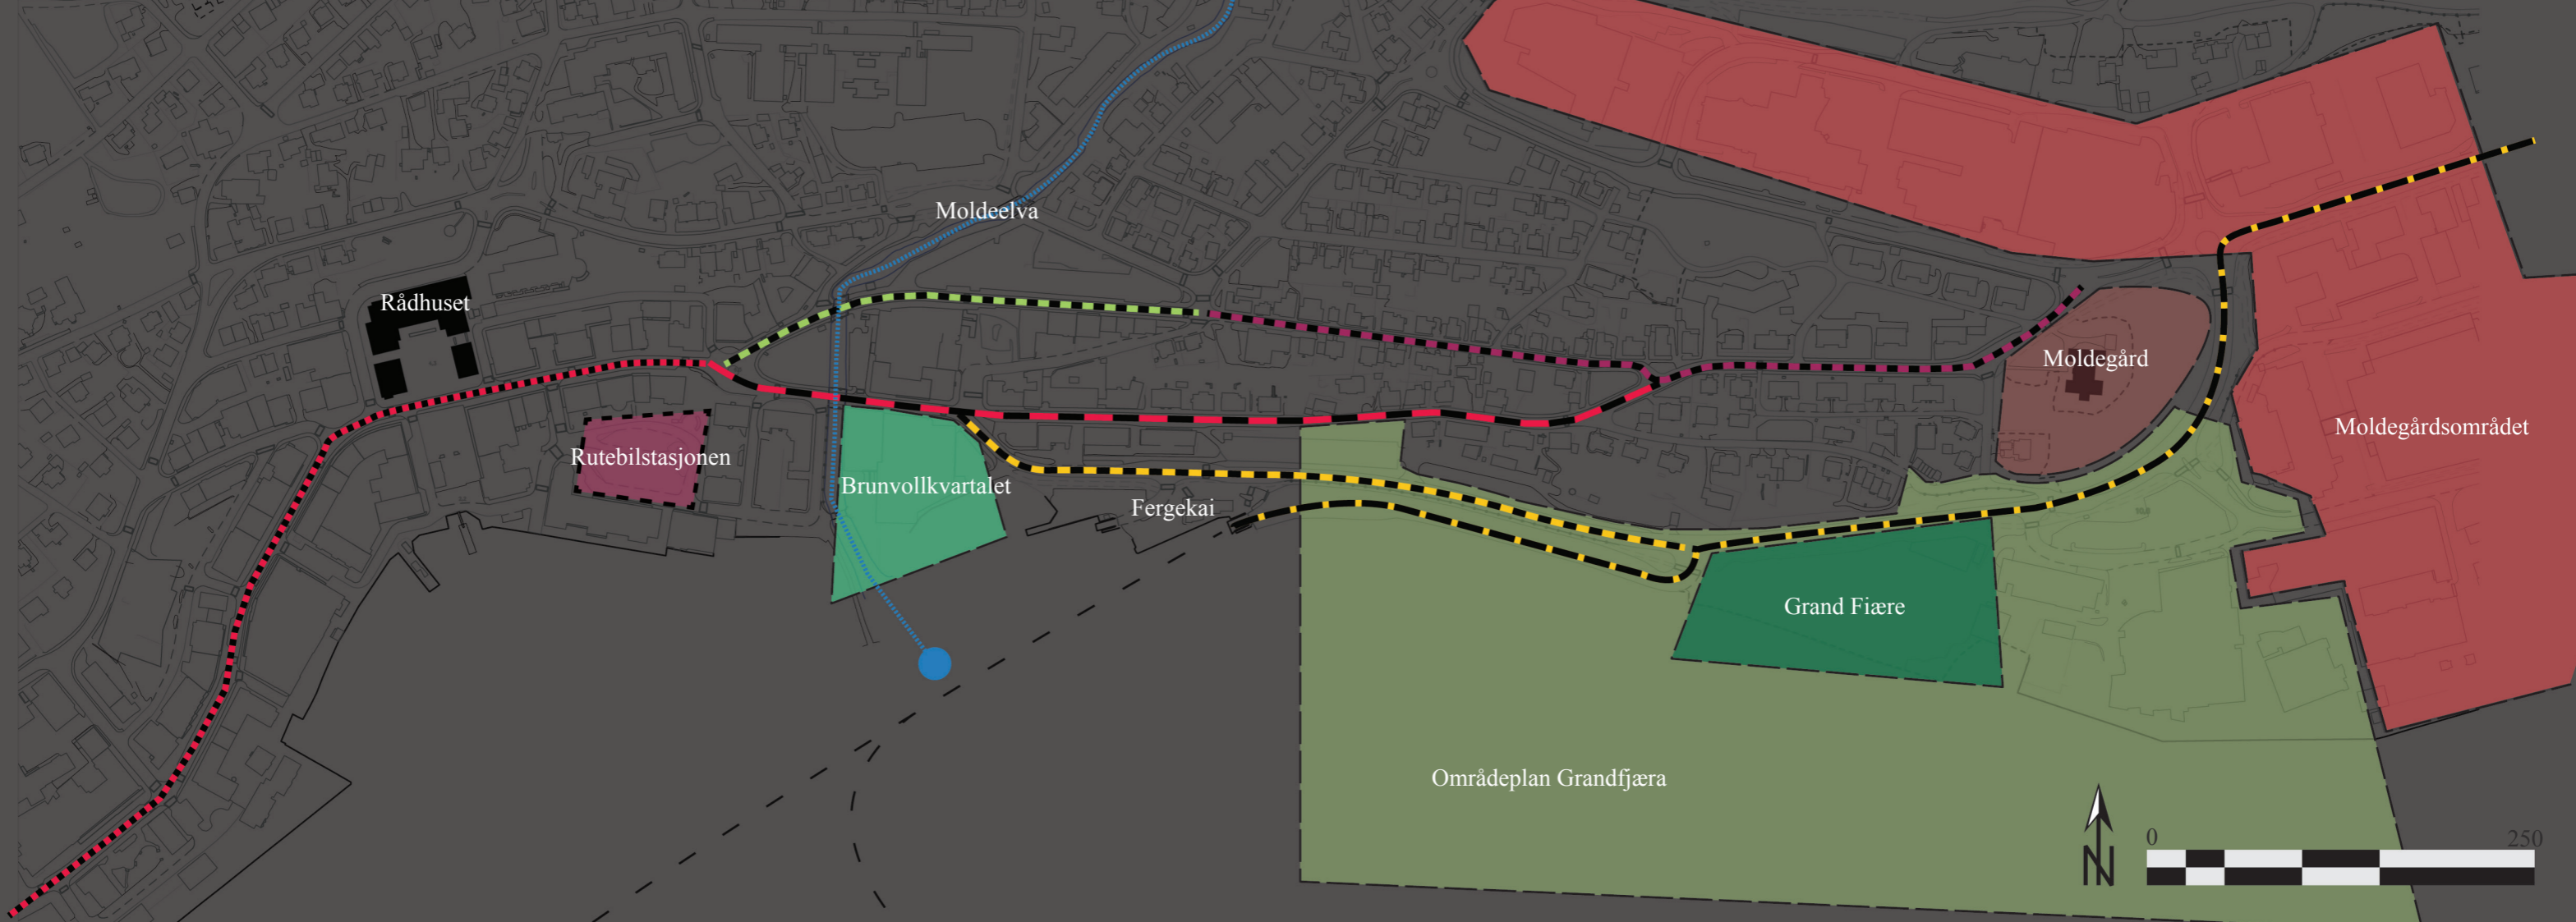 Moldeelva
Rådhuset
Moldegård
Moldegårdsområdet
Rutebilstasjonen
Brunvollkvartalet
Fergekai
Grand Fiære
Områdeplan Grandfjæra
0
250
N